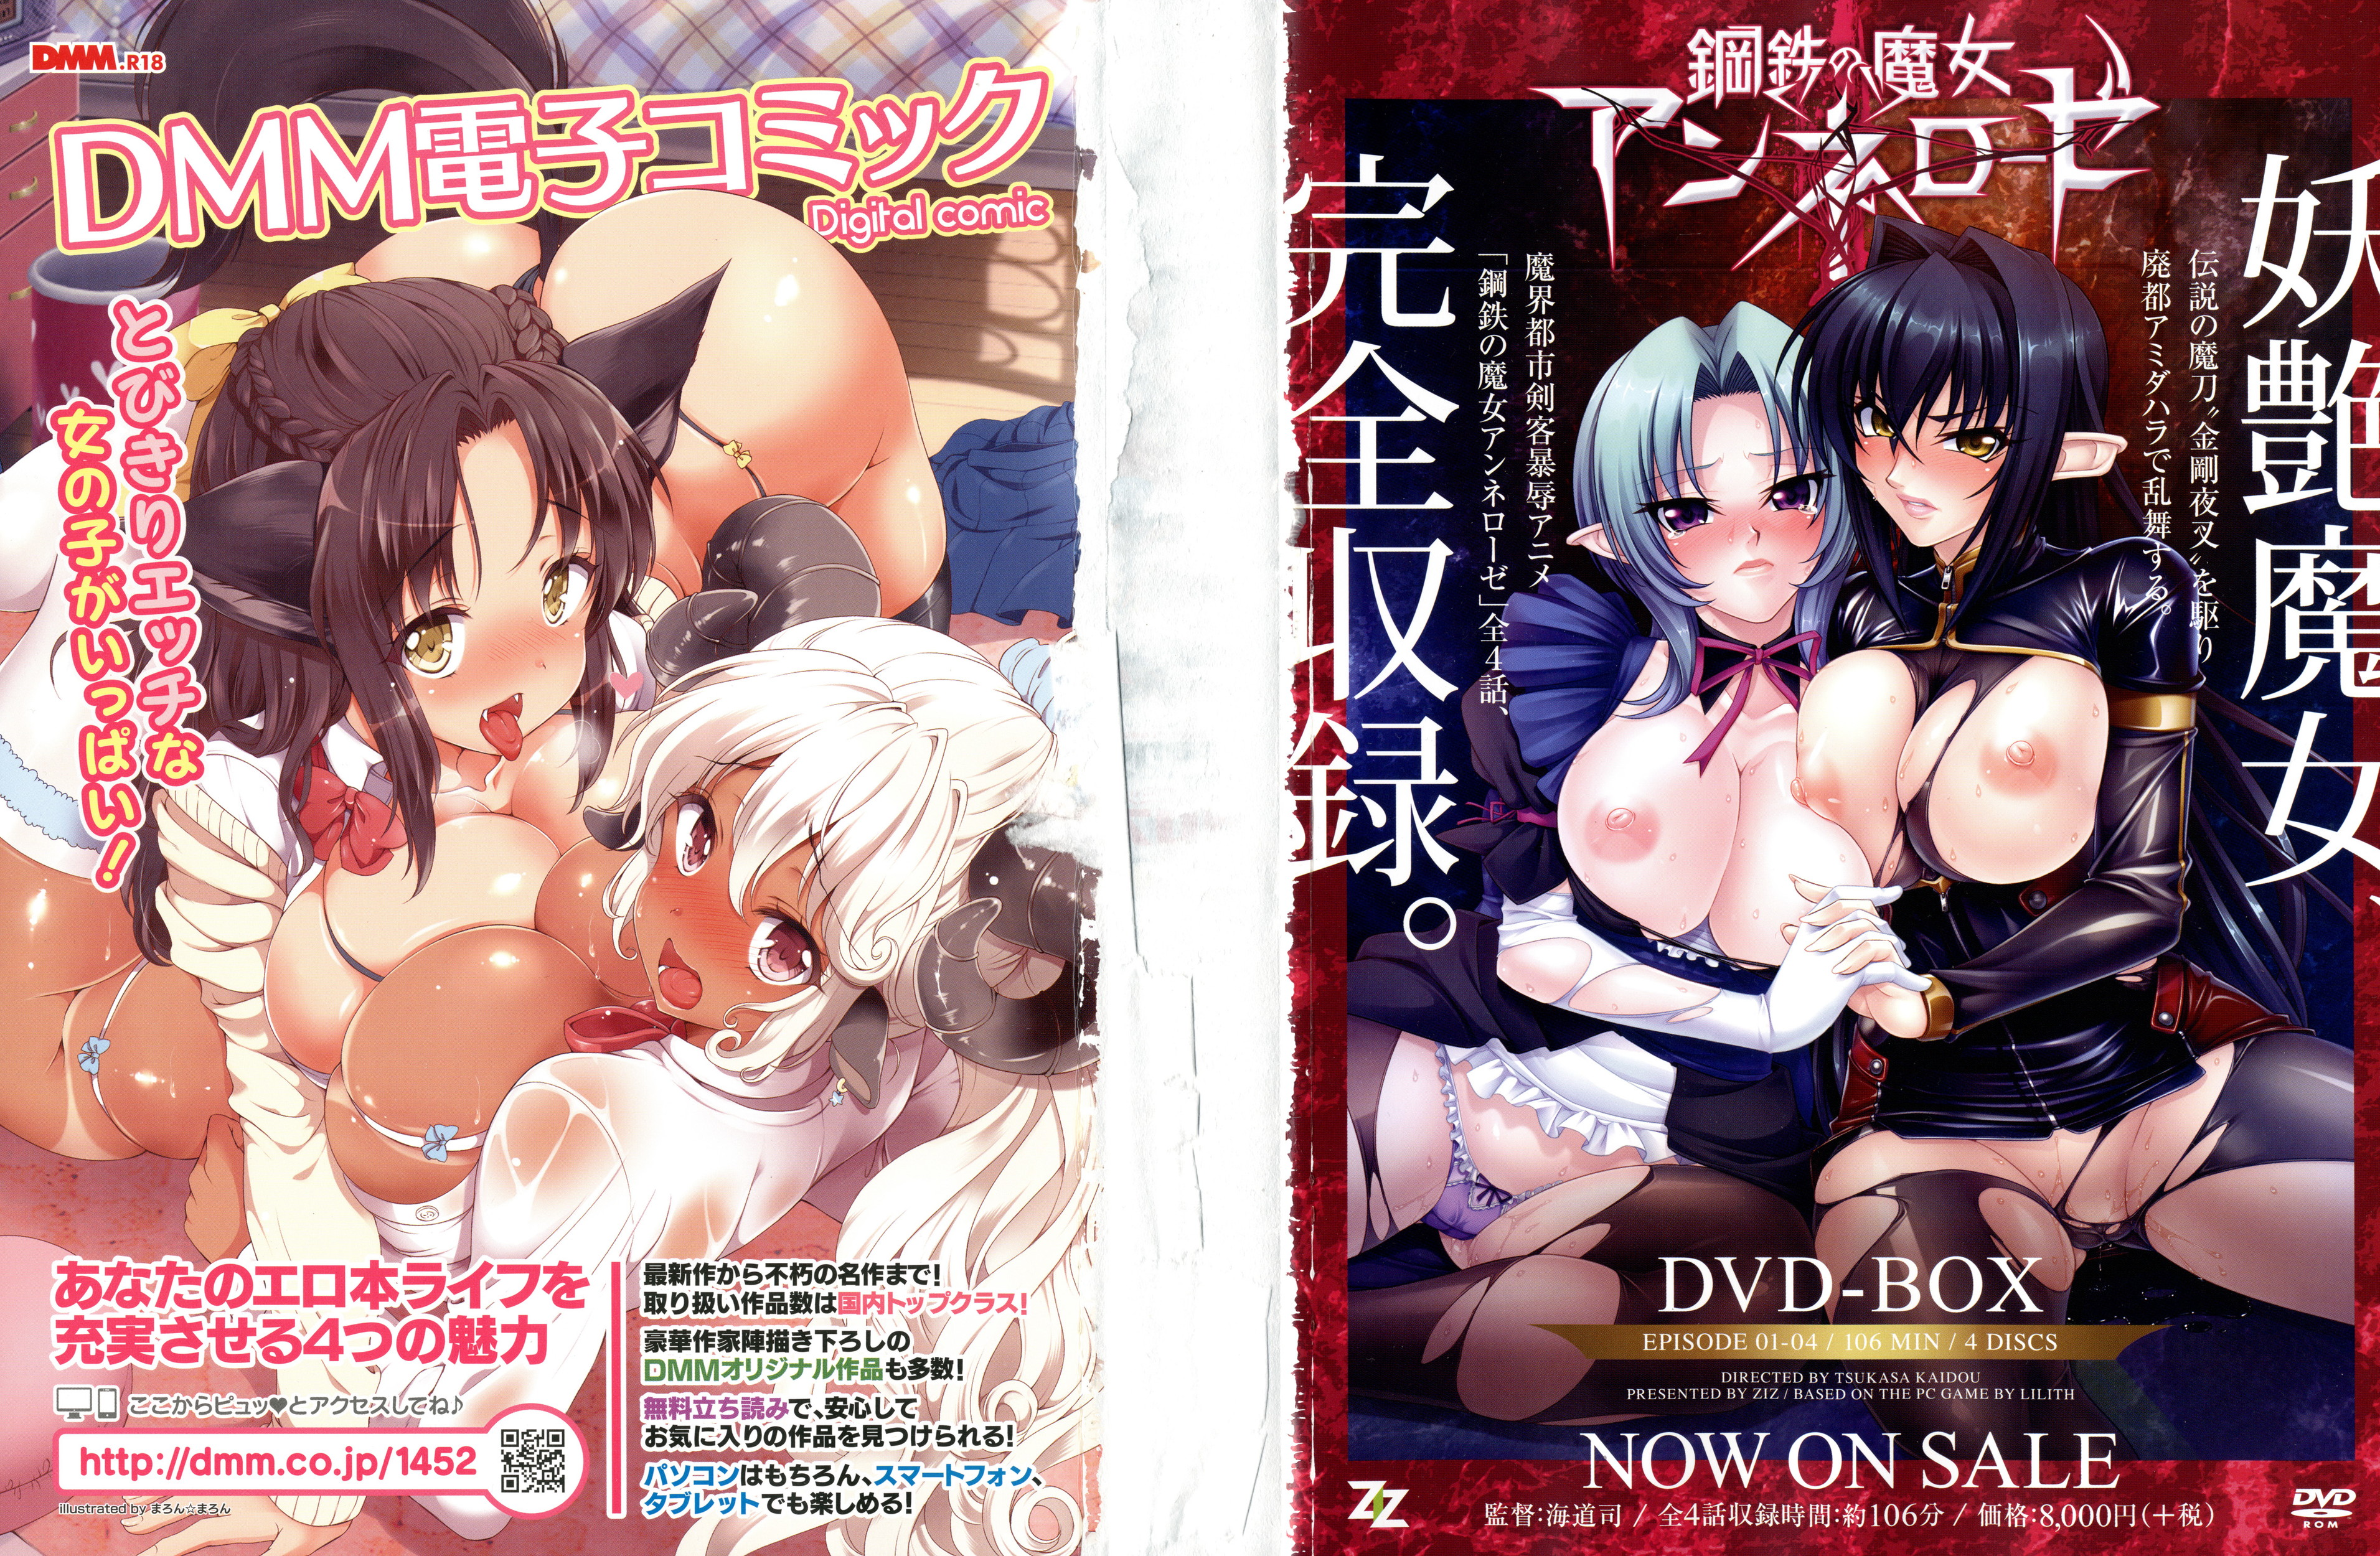 DMM.R18
DMM電子コミック
Digital comic
とびきりエッチな
女の子がいっぱい!
あなたのエロ本ライフを
充実させる4つの魅力
ここからピュッ♥とアクセスしてね♪
http://dmm.co.jp/1452
illustrated by まろん☆まろん
最新作から不朽の名作まで!
取り扱い作品数は国内トップクラス!
豪華作家陣描き下ろしの
DMMオリジナル作品も多数!
無料立ち読みで、安心して
お気に入りの作品を見つけられる!
パソコンはもちろん、スマートフォン、
タブレットでも楽しめる!
鋼鉄の魔女
アンネローゼ
妖艶魔女、
伝説の魔刀〝金剛夜叉〟を駆り
廃都アミダハラで乱舞する。
魔界都市剣客暴辱アニメ
「鋼鉄の魔女アンネローゼ」全4話、
完全収録。
DVD-BOX
EPISODE 01-04 / 106 MIN / 4 DISCS
DIRECTED BY TSUKASA KAIDOU
PRESENTED BY ZIZ / BASED ON THE PC GAME BY LILITH
NOW ON SALE
ZIZ
監督:海道司 / 全4話収録時間:約106分 / 価格:8,000円(+税)
DVD
ROM